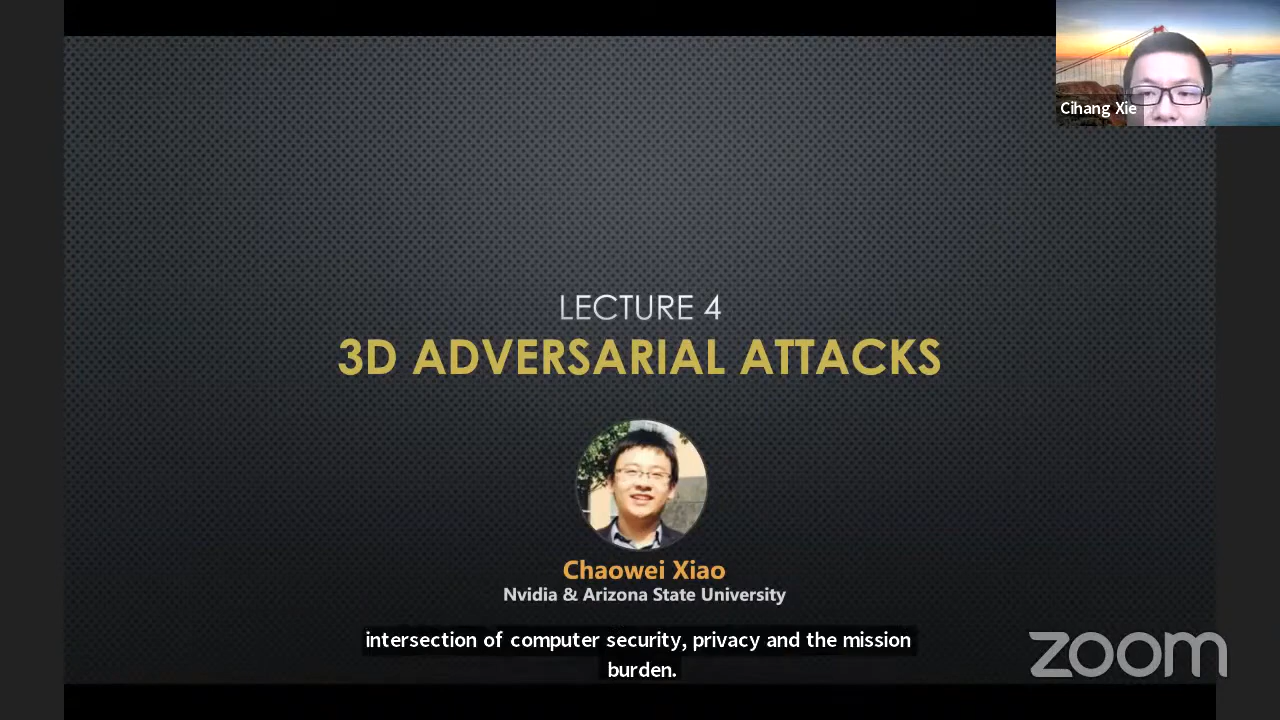 Cihang Xie
LECTURE 4
3D ADVERSARIAL ATTACKS
Chaowei Xiao
Nvidia & Arizona State University
intersection of computer security, privacy and the mission
burden.
zoom